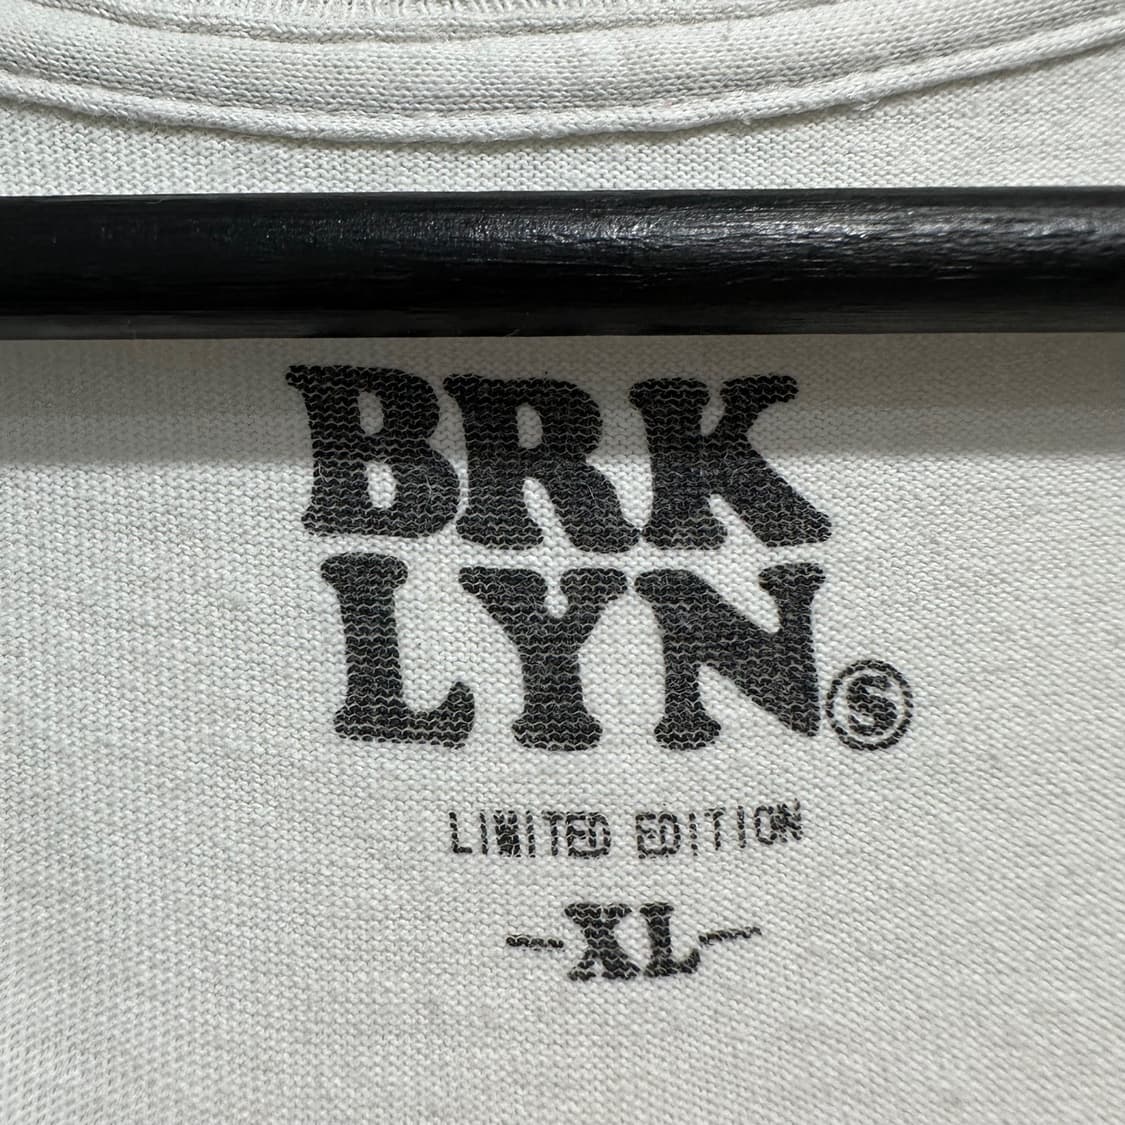 BRK
LYN Ⓢ
LIMITED EDITION
-XL-